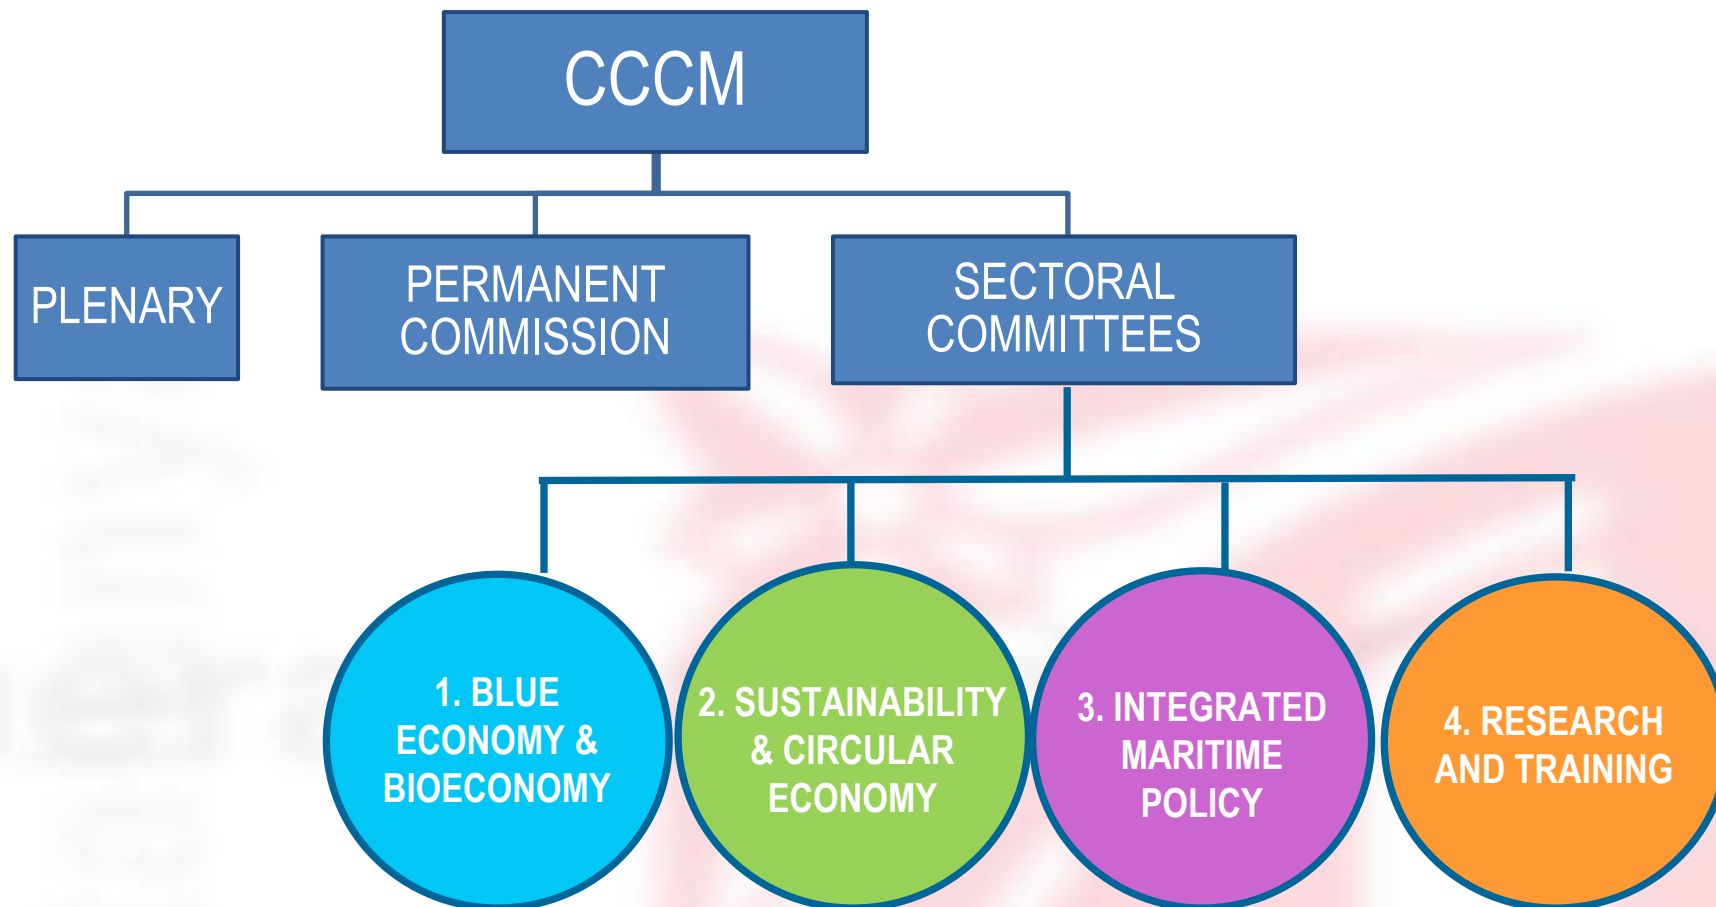 CCCM
PLENARY
PERMANENT
COMMISSION
SECTORAL
COMMITTEES
1. BLUE
ECONOMY &
BIOECONOMY
2. SUSTAINABILITY
& CIRCULAR
ECONOMY
3. INTEGRATED
MARITIME
POLICY
4. RESEARCH
AND TRAINING